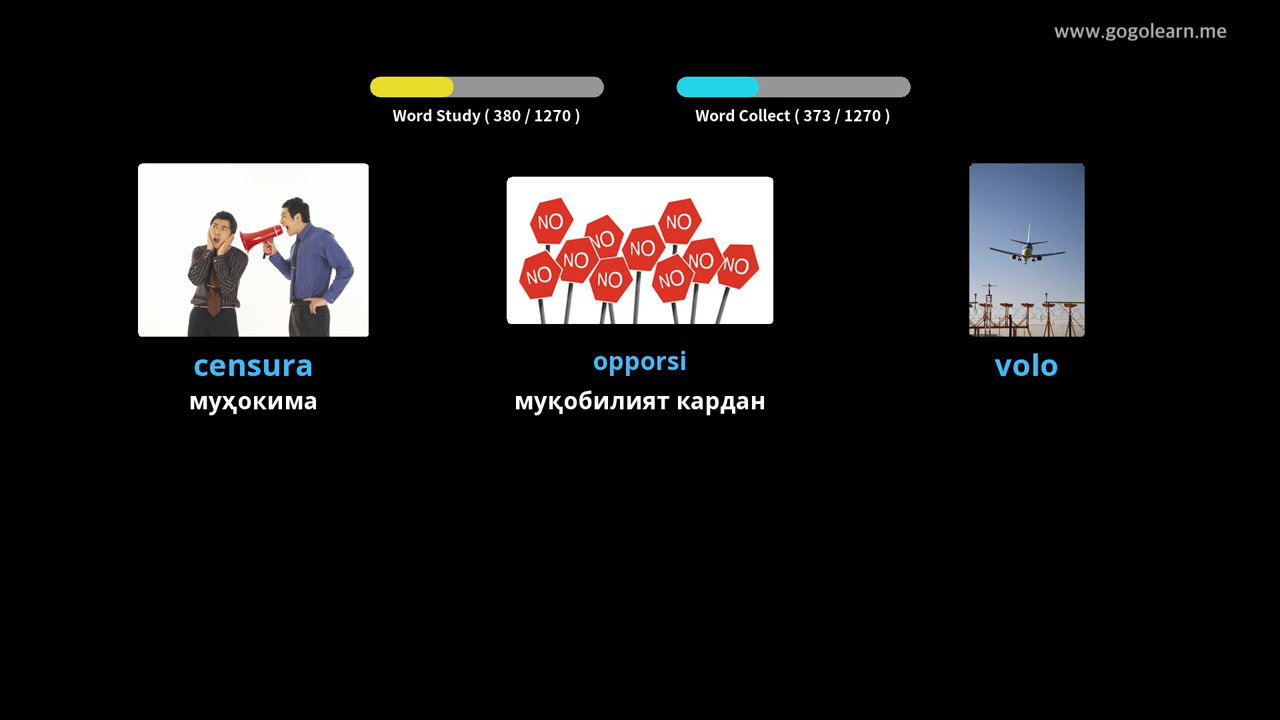 www.gogolearn.me
Word Study ( 380 / 1270 )
Word Collect ( 373 / 1270 )
NO
NO
NO
NO
NO
NO
NO
NO
NO
NO
censura
муҳокима
opporsi
муқобилият кардан
volo